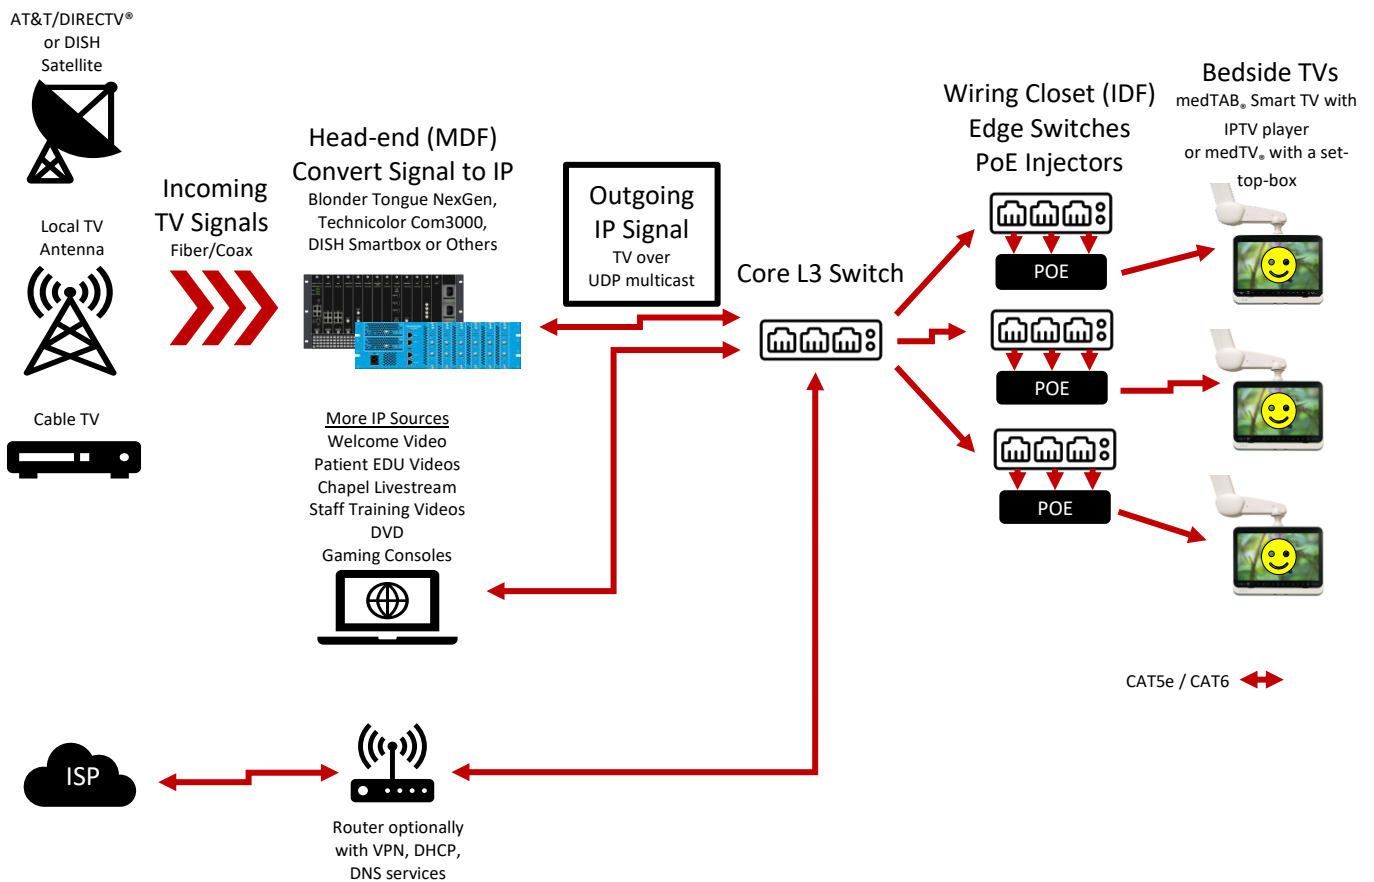 AT&T/DIRECTV®
or DISH
Satellite
Local TV
Antenna
Cable TV
Incoming
TV Signals
Fiber/Coax
Head-end (MDF)
Convert Signal to IP
Blonder Tongue NexGen,
Technicolor Com3000,
DISH Smartbox or Others
More IP Sources
Welcome Video
Patient EDU Videos
Chapel Livestream
Staff Training Videos
DVD
Gaming Consoles
Outgoing
IP Signal
TV over
UDP multicast
Core L3 Switch
Wiring Closet (IDF)
Edge Switches
PoE Injectors
POE
POE
POE
Bedside TVs
medTAB® Smart TV with
IPTV player
or medTV® with a set-
top-box
CAT5e / CAT6
ISP
Router optionally
with VPN, DHCP,
DNS services